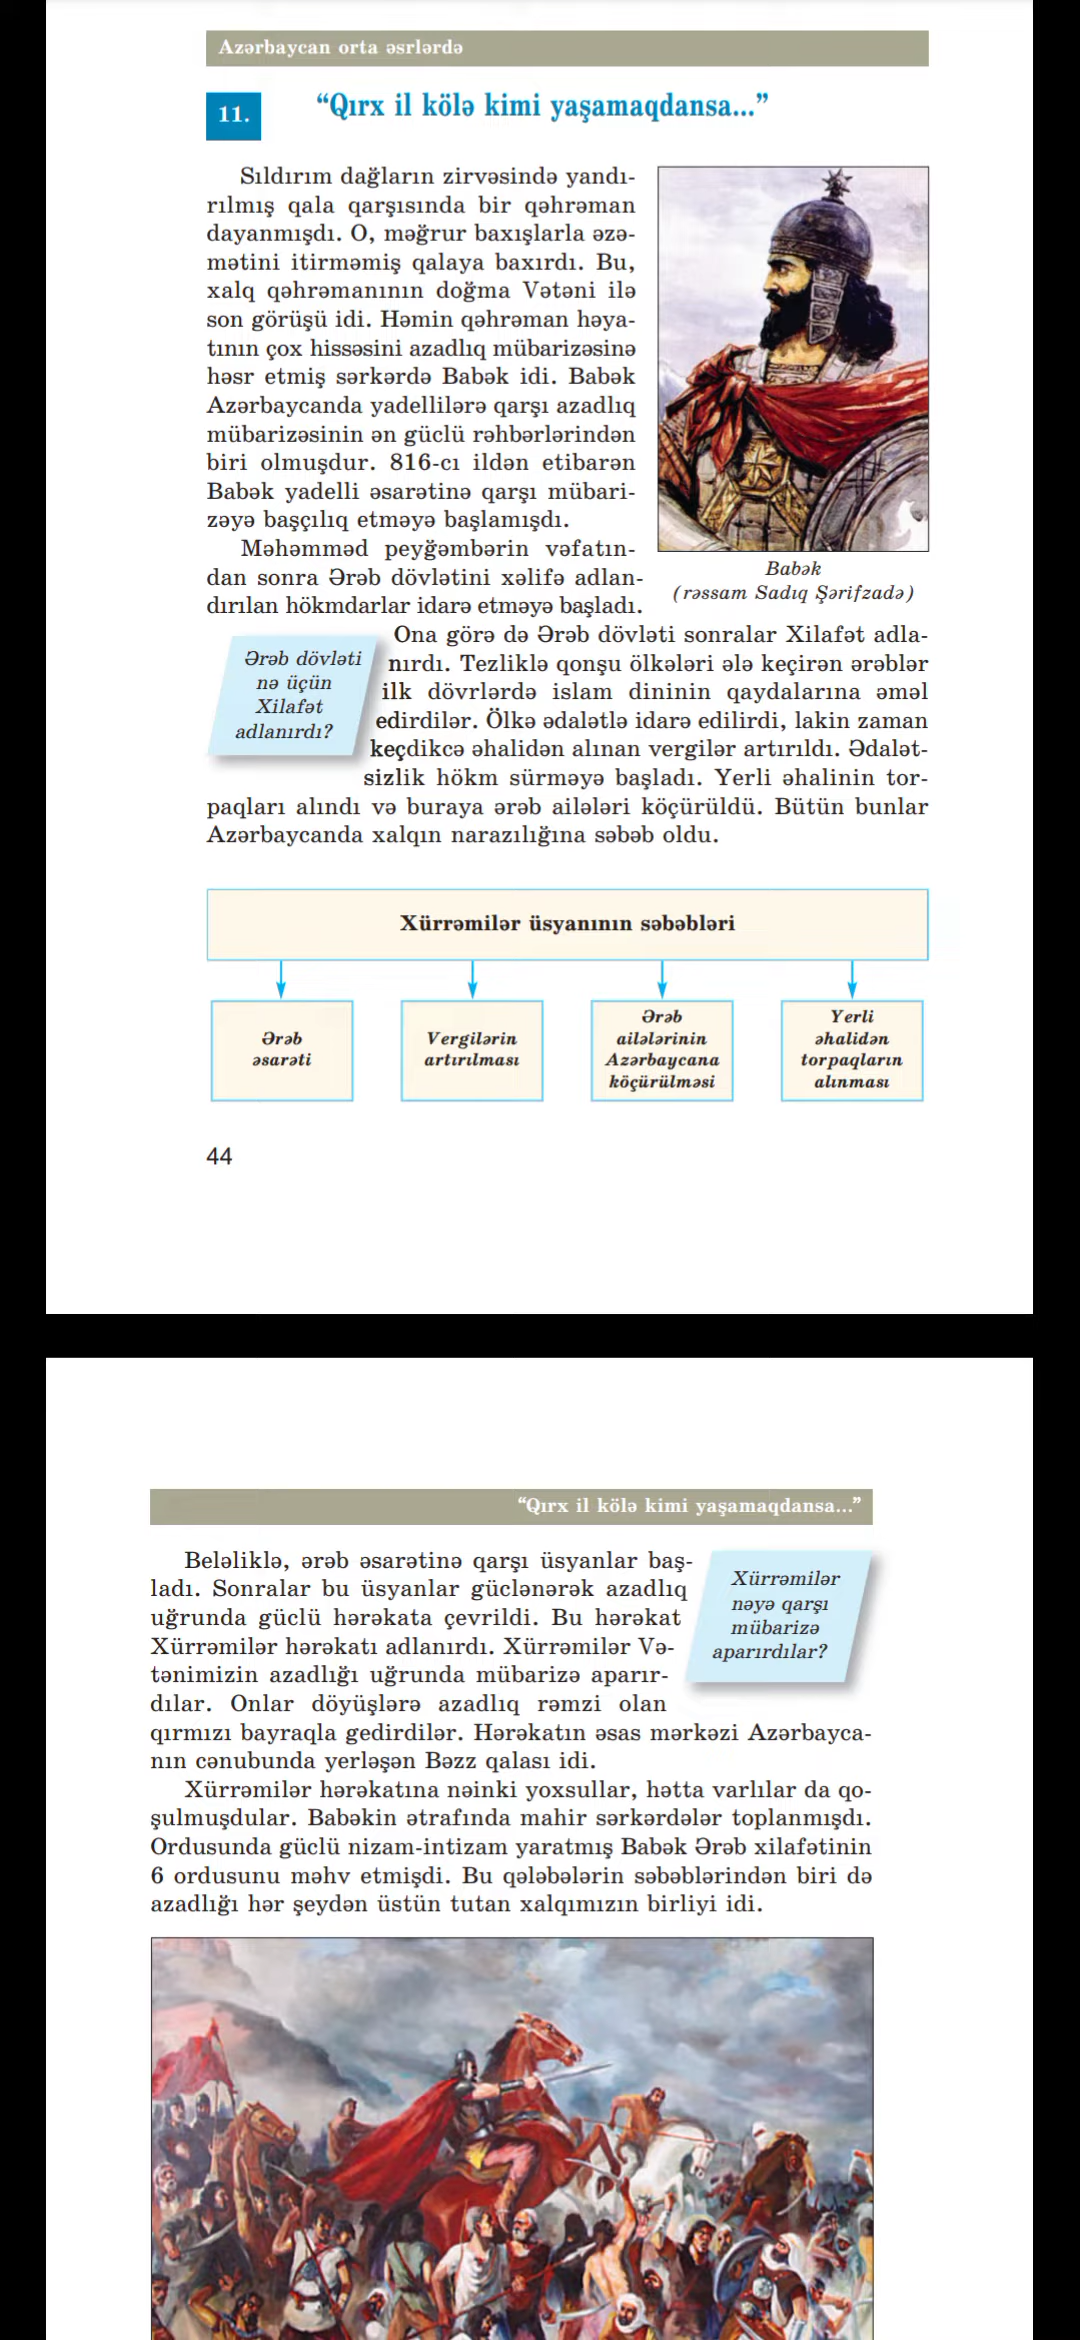 Azərbaycan orta əsrlərdə
11.
“Qırx il kölə kimi yaşamaqdansa...”
Sıldırım dağların zirvəsində yandı-
rılmış qala qarşısında bir qəhrəman
dayanmışdı. O, məğrur baxışlarla əzə-
mətini itirməmiş qalaya baxırdı. Bu,
xalq qəhrəmanının doğma Vətəni ilə
son görüşü idi. Həmin qəhrəman həya-
tının çox hissəsini azadlıq mübarizəsinə
həsr etmiş sərkərdə Babək idi. Babək
Azərbaycanda yadellilərə qarşı azadlıq
mübarizəsinin ən güclü rəhbərlərindən
biri olmuşdur. 816-cı ildən etibarən
Babək yadelli əsarətinə qarşı mübari-
zəyə başçılıq etməyə başlamışdı.
Məhəmməd peyğəmbərin vəfatın-
dan sonra Ərəb dövlətini xəlifə adlan-
dırılan hökmdarlar idarə etməyə başladı.
Babək
(rəssam Sadıq Şərifzadə)
Ona görə də Ərəb dövləti sonralar Xilafət adla-
nırdı. Tezliklə qonşu ölkələri ələ keçirən ərəblər
ilk dövrlərdə islam dininin qaydalarına əməl
edirdilər. Ölkə ədalətlə idarə edilirdi, lakin zaman
keçdikcə əhalidən alınan vergilər artırıldı. Ədalət-
sizlik hökm sürməyə başladı. Yerli əhalinin tor-
paqları alındı və buraya ərəb ailələri köçürüldü. Bütün bunlar
Azərbaycanda xalqın narazılığına səbəb oldu.
Ərəb dövləti
nə üçün
Xilafət
adlanırdı?
Xürrəmilər üsyanının səbəbləri
Ərəb
əsarəti
Vergilərin
artırılması
Ərəb
ailələrinin
Azərbaycana
köçürülməsi
Yerli
əhalidən
torpaqların
alınması
44
“Qırx il kölə kimi yaşamaqdansa...”
Beləliklə, ərəb əsarətinə qarşı üsyanlar baş-
ladı. Sonralar bu üsyanlar güclənərək azadlıq
uğrunda güclü hərəkata çevrildi. Bu hərəkat
Xürrəmilər hərəkatı adlanırdı. Xürrəmilər Və-
tənimizin azadlığı uğrunda mübarizə aparır-
dılar. Onlar döyüşlərə azadlıq rəmzi olan
qırmızı bayraqla gedirdilər. Hərəkatın əsas mərkəzi Azərbayca-
nın cənubunda yerləşən Bəzz qalası idi.
Xürrəmilər
nəyə qarşı
mübarizə
aparırdılar?
Xürrəmilər hərəkatına nəinki yoxsullar, hətta varlılar da qo-
şulmuşdular. Babəkin ətrafında mahir sərkərdələr toplanmışdı.
Ordusunda güclü nizam-intizam yaratmış Babək Ərəb xilafətinin
6 ordusunu məhv etmişdi. Bu qələbələrin səbəblərindən biri də
azadlığı hər şeydən üstün tutan xalqımızın birliyi idi.